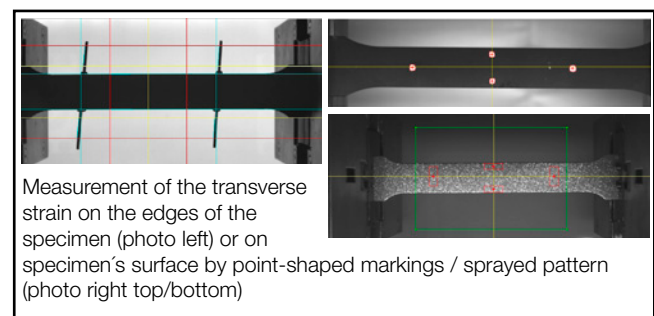 Measurement of the transverse
strain on the edges of the
specimen (photo left) or on
specimen´s surface by point-shaped markings / sprayed pattern
(photo right top/bottom)